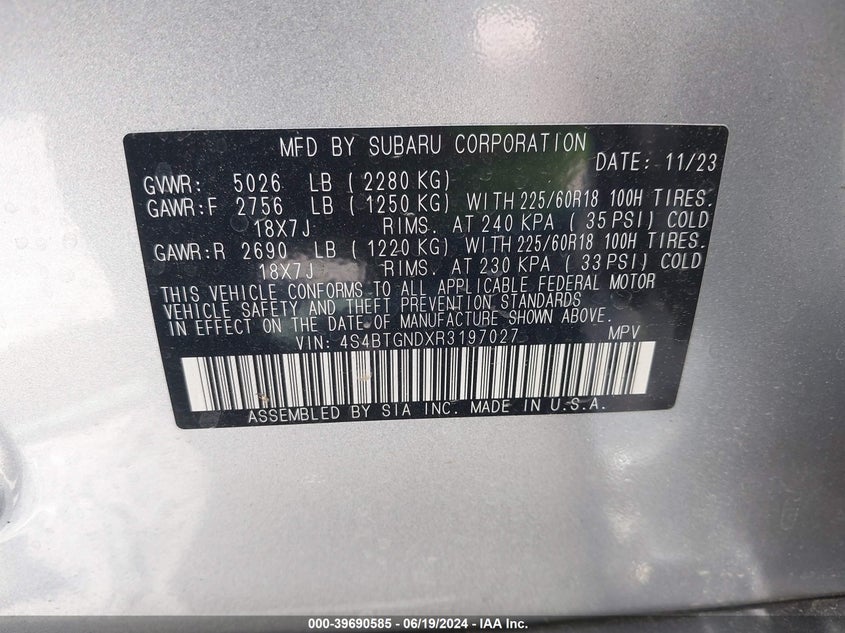 MFD BY SUBARU CORPORATION DATE: 11/23
GVWR: 5026 LB ( 2280 KG)
GAWR:F 2756 LB ( 1250 KG) WITH 225/60R18 100H TIRES.
18X7J RIMS. AT 240 KPA ( 35 PSI) COLD
GAWR:R 2690 LB ( 1220 KG) WITH 225/60R18 100H TIRES.
18X7J RIMS. AT 230 KPA ( 33 PSI) COLD
THIS VEHICLE CONFORMS TO ALL APPLICABLE FEDERAL MOTOR
VEHICLE SAFETY AND THEFT PREVENTION STANDARDS
IN EFFECT ON THE DATE OF MANUFACTURE SHOWN ABOVE.
VIN: 4S4BTGNDXR3197027 MPV
ASSEMBLED BY SIA INC. MADE IN U.S.A.
000-39690585 - 06/19/2024 - IAA Inc.